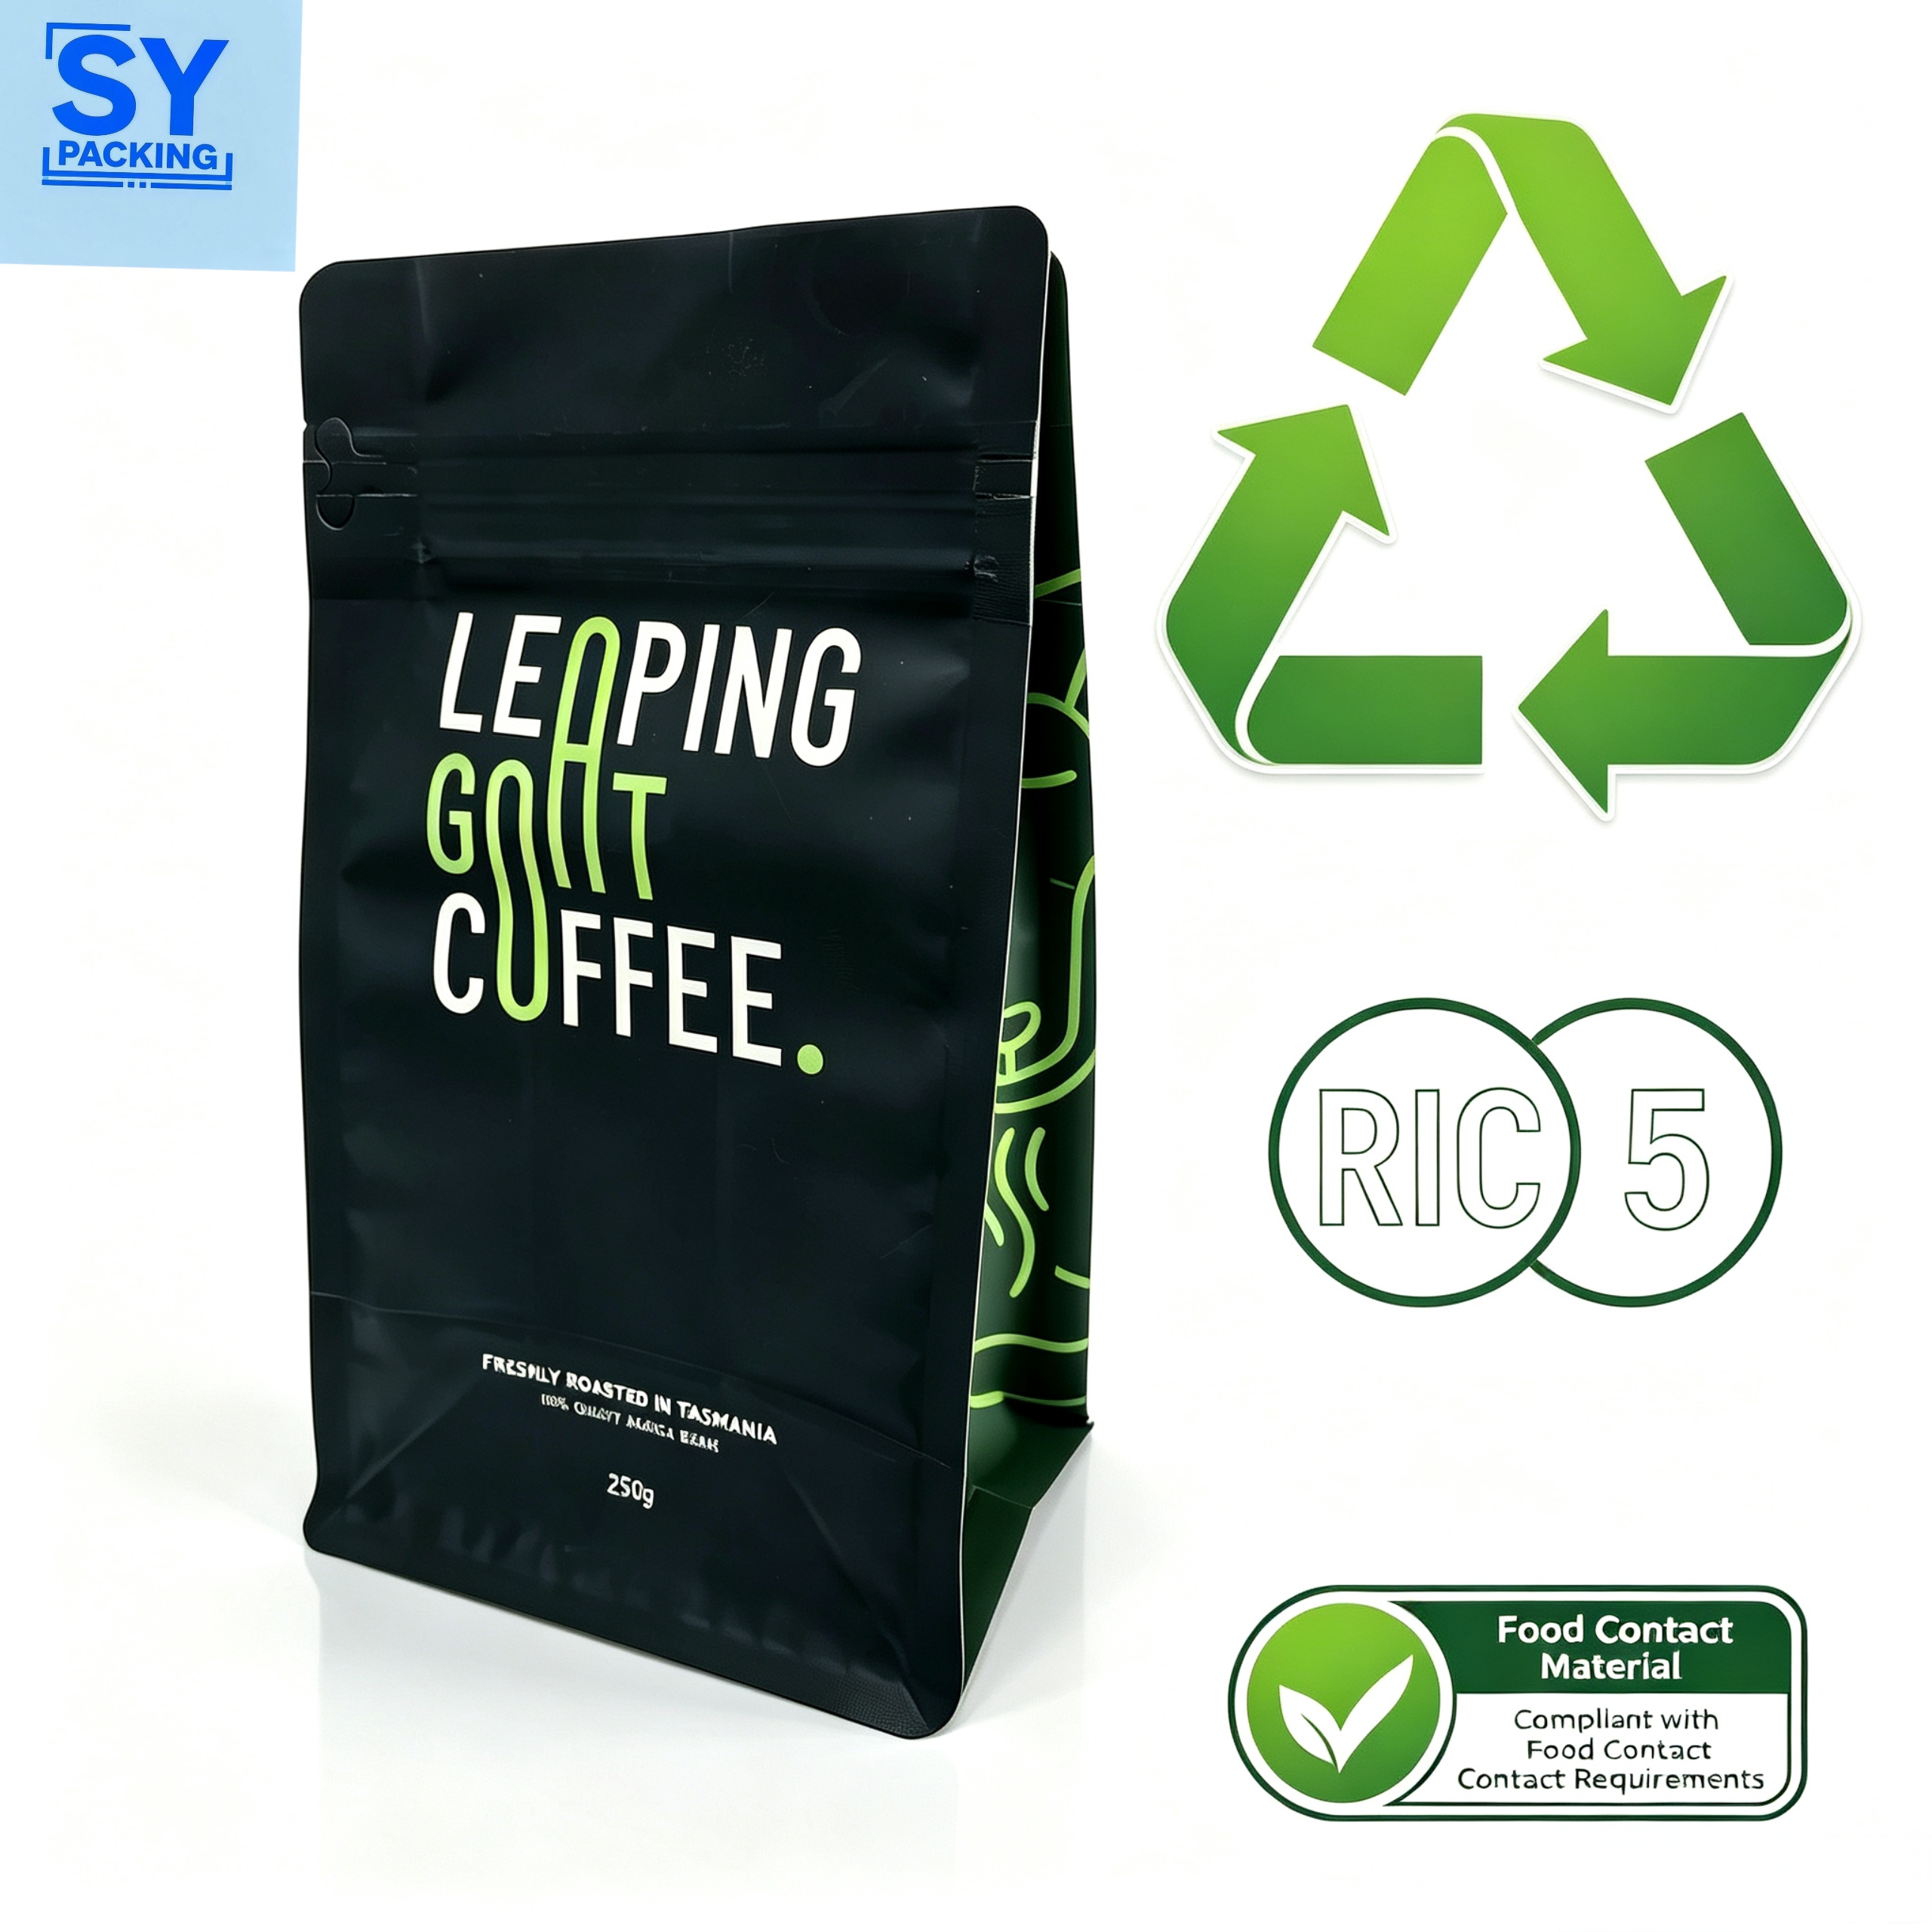 SY
PACKING
LEAPING
GOAT
COFFEE.
ROASTED IN TASMANIA
250g
RIC 5
Food Contact
Material
Compliant with
Food Contact
Contact Requirements